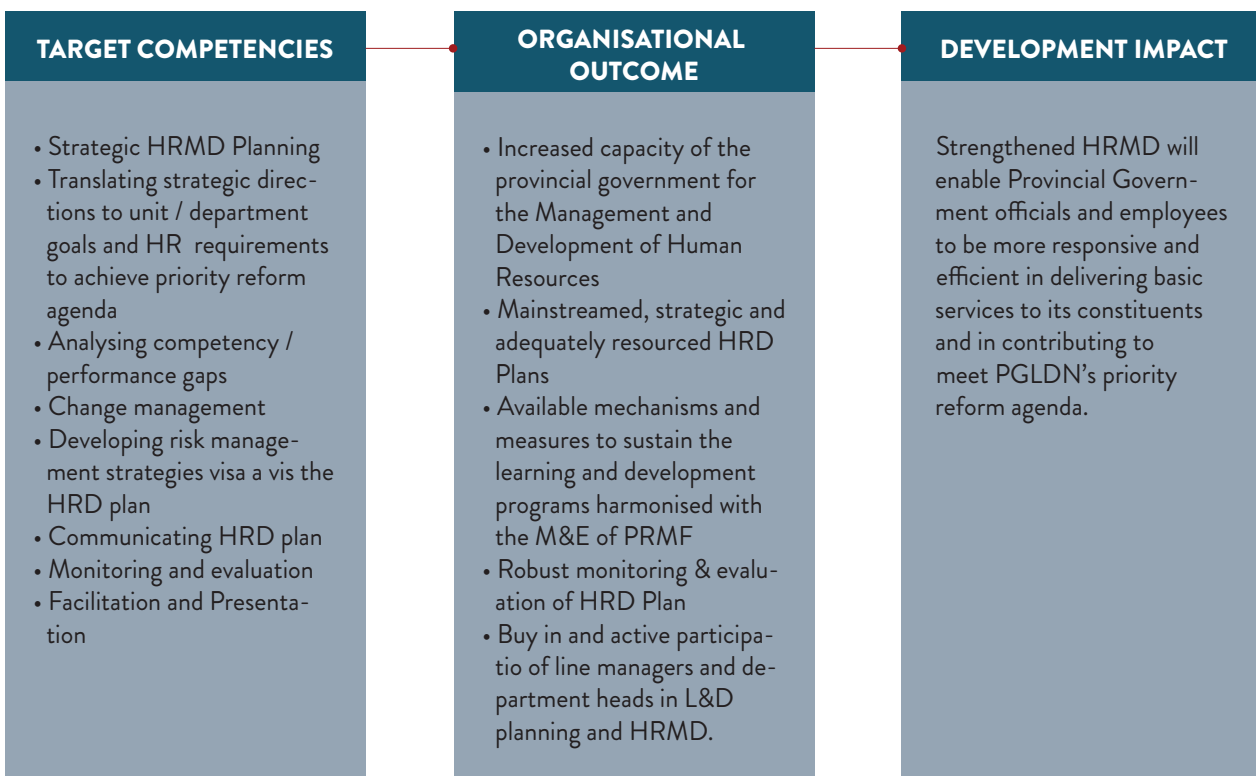 TARGET COMPETENCIES
• Strategic HRMD Planning
• Translating strategic direc-
tions to unit / department
goals and HR requirements
to achieve priority reform
agenda
• Analysing competency /
performance gaps
• Change management
• Developing risk manage-
ment strategies visa a vis the
HRD plan
• Communicating HRD plan
• Monitoring and evaluation
• Facilitation and Presenta-
tion
ORGANISATIONAL
OUTCOME
• Increased capacity of the
provincial government for
the Management and
Development of Human
Resources
• Mainstreamed, strategic and
adequately resourced HRD
Plans
• Available mechanisms and
measures to sustain the
learning and development
programs harmonised with
the M&E of PRMF
• Robust monitoring & evalu-
ation of HRD Plan
• Buy in and active participa-
tio of line managers and de-
partment heads in L&D
planning and HRMD.
DEVELOPMENT IMPACT
Strengthened HRMD will
enable Provincial Govern-
ment officials and employees
to be more responsive and
efficient in delivering basic
services to its constituents
and in contributing to
meet PGLDN's priority
reform agenda.